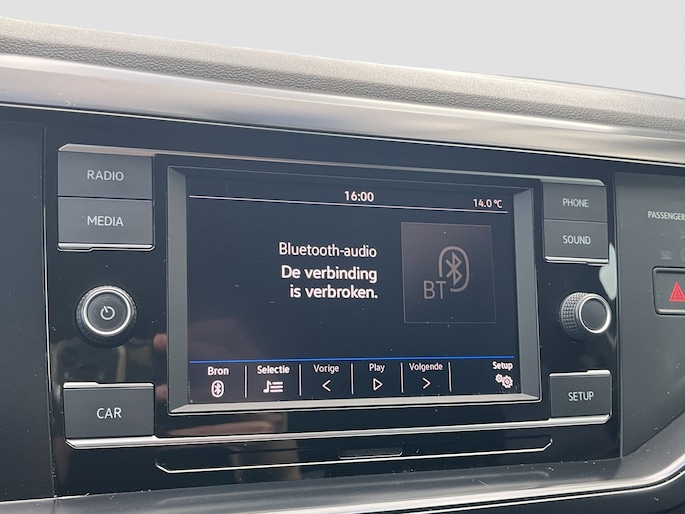 RADIO
MEDIA
CAR
16:00
14.0 °C
Bluetooth-audio
De verbinding
is verbroken.
BT
Bron
Selectie
Vorige
Play
Volgende
Setup
PHONE
SOUND
SETUP
PASSENGER